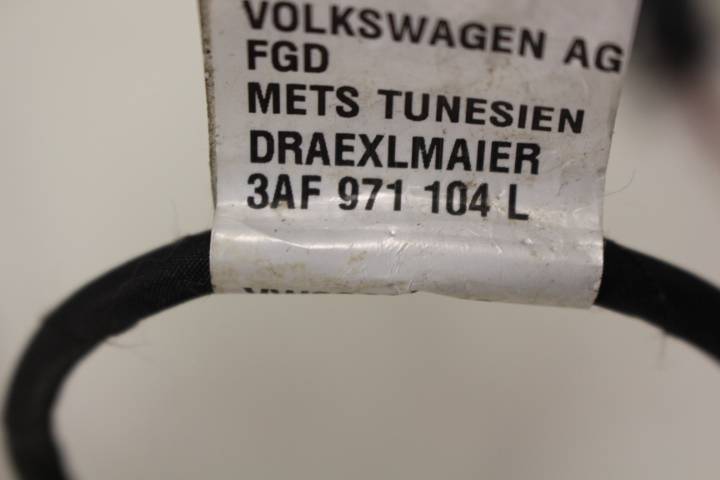 VOLKSWAGEN AG
FGD
METS TUNESIEN
DRAEXLMAIER
3AF 971 104 L